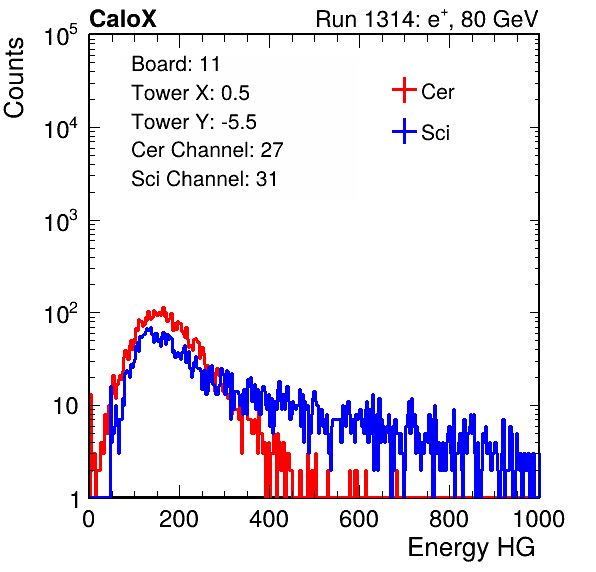 CaloX Run 1314: e⁺, 80 GeV
Counts
10⁵
10⁴
10³
10²
10
1
Board: 11
Tower X: 0.5
Tower Y: -5.5
Cer Channel: 27
Sci Channel: 31
Cer
Sci
0 200 400 600 800 1000
Energy HG